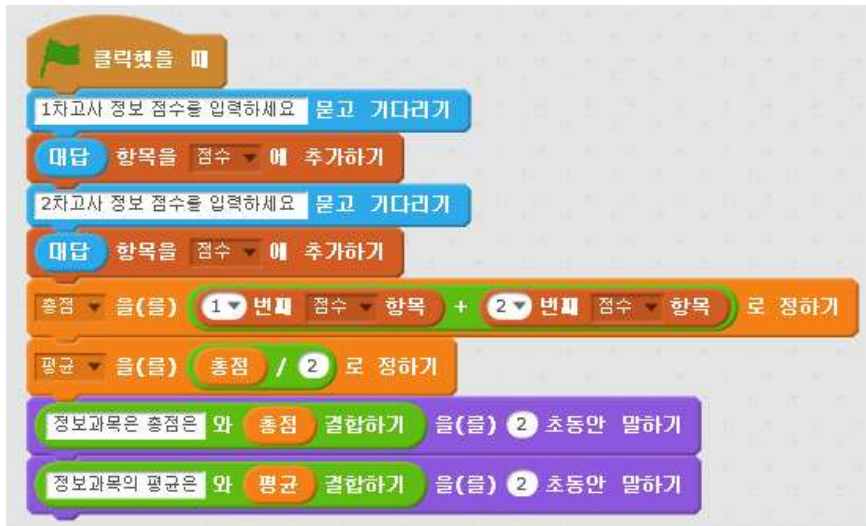 클릭했을 때
1차고사 정보 점수를 입력하세요 묻고 기다리기
대답 항목을 점수 에 추가하기
2차고사 정보 점수를 입력하세요 묻고 기다리기
대답 항목을 점수 에 추가하기
총점 을(를) 1 번째 점수 항목 + 2 번째 점수 항목 로 정하기
평균 을(를) 총점 / 2 로 정하기
정보과목은 총점은 와 총점 결합하기 을(를) 2 초동안 말하기
정보과목의 평균은 와 평균 결합하기 을(를) 2 초동안 말하기